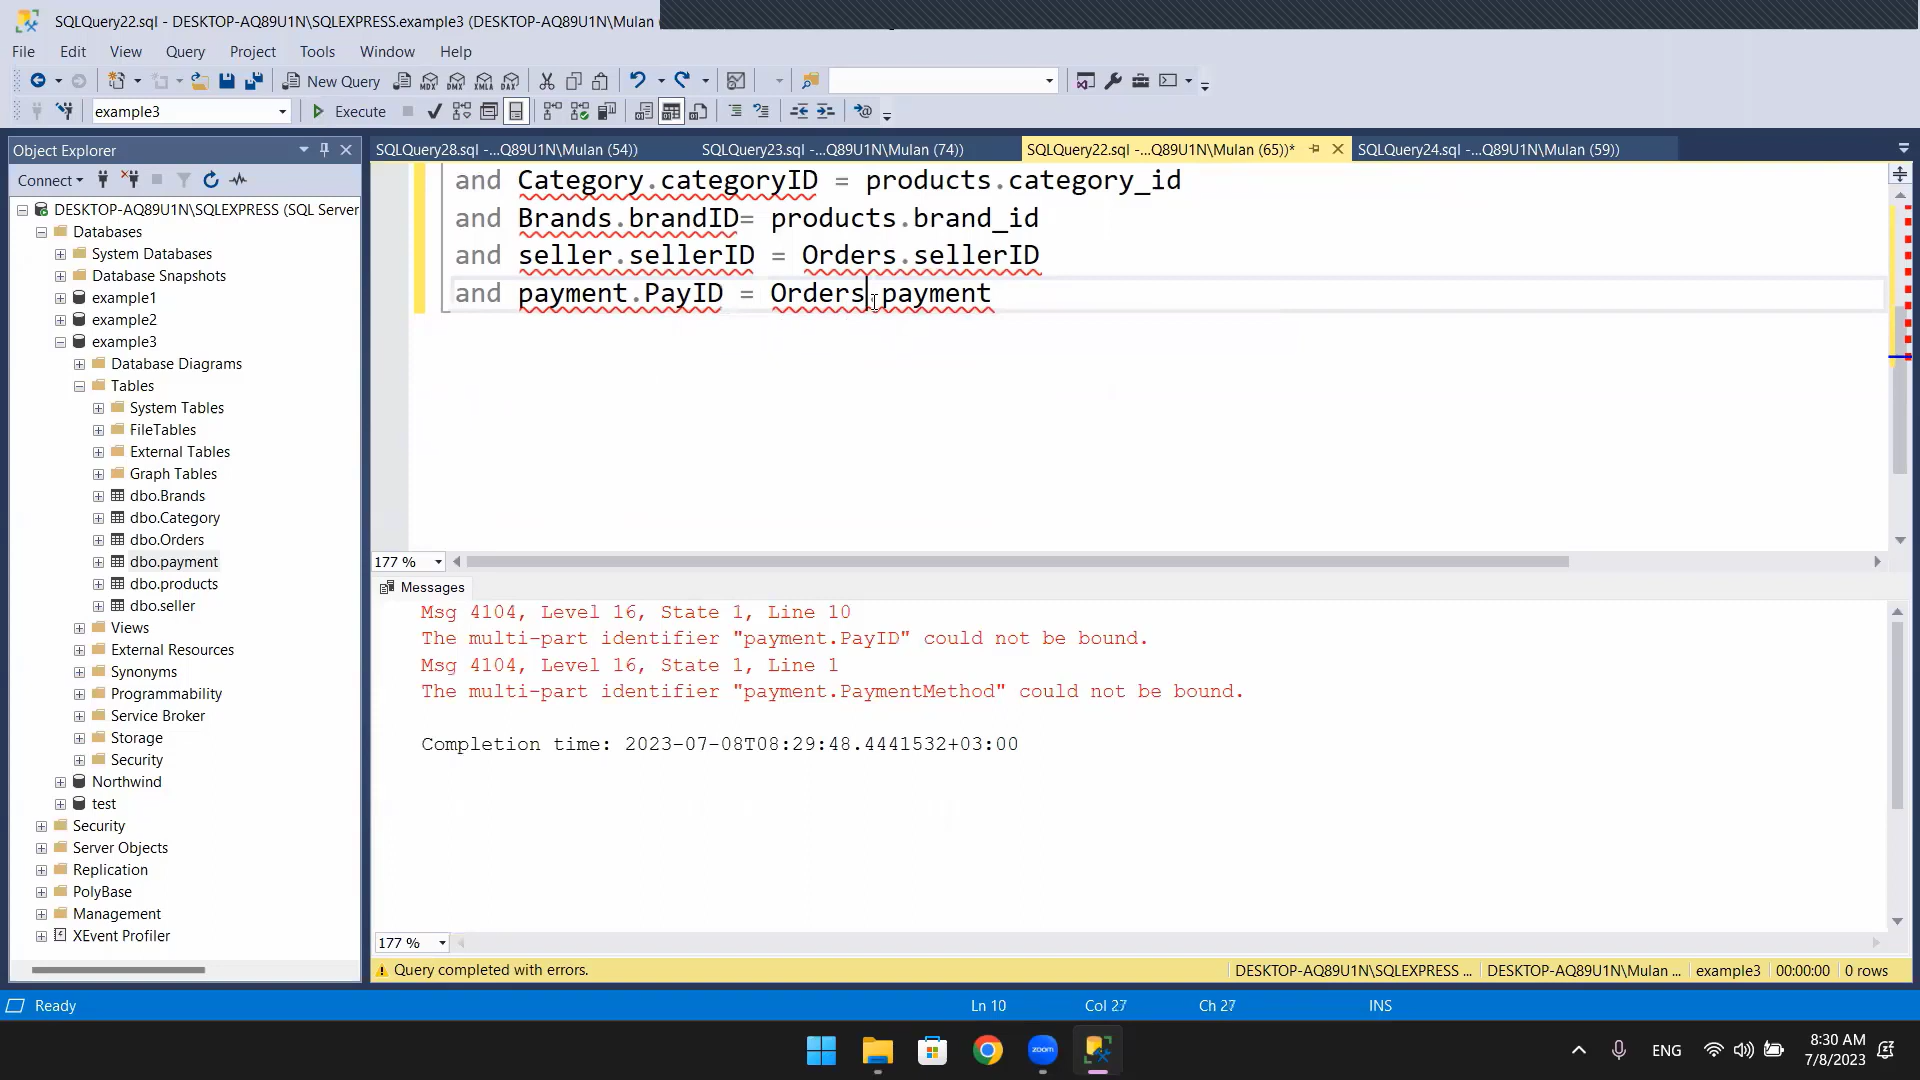 SQLQuery22.sql - DESKTOP-AQ89U1N\SQLEXPRESS.example3 (DESKTOP-AQ89U1N\Mulan (
File Edit View Query Project Tools Window Help
New Query
MDX DMX XMLA DAX
example3 Execute
Object Explorer
SQLQuery28.sql -...Q89U1N\Mulan (54)) SQLQuery23.sql -...Q89U1N\Mulan (74)) SQLQuery22.sql -...Q89U1N\Mulan (65))* SQLQuery24.sql -...Q89U1N\Mulan (59))
Connect
DESKTOP-AQ89U1N\SQLEXPRESS (SQL Server
Databases
System Databases
Database Snapshots
example1
example2
example3
Database Diagrams
Tables
System Tables
FileTables
External Tables
Graph Tables
dbo.Brands
dbo.Category
dbo.Orders
dbo.payment
dbo.products
dbo.seller
Views
External Resources
Synonyms
Programmability
Service Broker
Storage
Security
Northwind
test
Security
Server Objects
Replication
PolyBase
Management
XEvent Profiler
and Category.categoryID = products.category_id
and Brands.brandID= products.brand_id
and seller.sellerID = Orders.sellerID
and payment.PayID = Orders.payment
177 %
Messages
Msg 4104, Level 16, State 1, Line 10
The multi-part identifier "payment.PayID" could not be bound.
Msg 4104, Level 16, State 1, Line 1
The multi-part identifier "payment.PaymentMethod" could not be bound.
Completion time: 2023-07-08T08:29:48.4441532+03:00
177 %
Query completed with errors. DESKTOP-AQ89U1N\SQLEXPRESS ... DESKTOP-AQ89U1N\Mulan ... example3 00:00:00 0 rows
Ready Ln 10 Col 27 Ch 27 INS
zoom
ENG
8:30 AM
7/8/2023